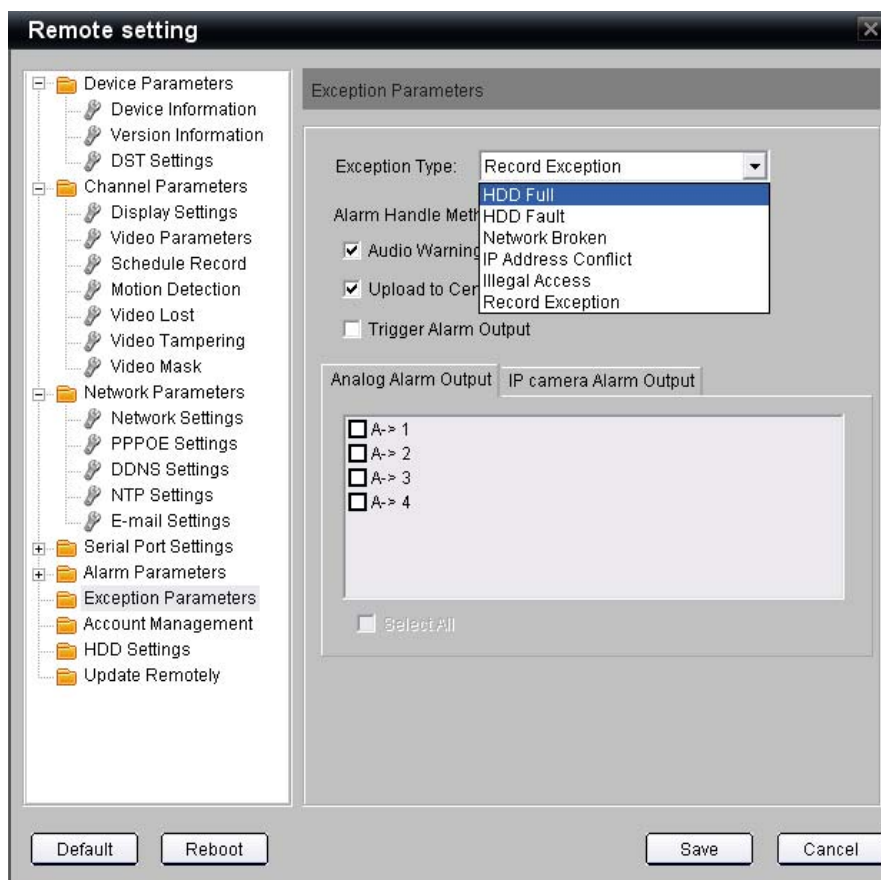 Remote setting
Device Parameters
Device Information
Version Information
DST Settings
Channel Parameters
Display Settings
Video Parameters
Schedule Record
Motion Detection
Video Lost
Video Tampering
Video Mask
Network Parameters
Network Settings
PPPOE Settings
DDNS Settings
NTP Settings
E-mail Settings
Serial Port Settings
Alarm Parameters
Exception Parameters
Account Management
HDD Settings
Update Remotely
Exception Parameters
Exception Type: Record Exception
HDD Full
HDD Fault
Network Broken
IP Address Conflict
Illegal Access
Record Exception
Alarm Handle Meth
Audio Warning
Upload to Cen
Trigger Alarm Output
Analog Alarm Output IP camera Alarm Output
A-> 1
A-> 2
A-> 3
A-> 4
Select All
Default Reboot Save Cancel